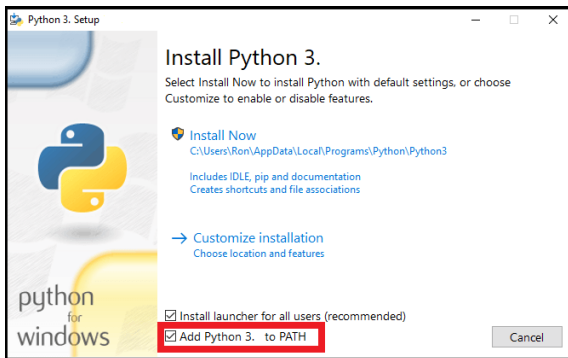 Python 3. Setup
Install Python 3.
Select Install Now to install Python with default settings, or choose
Customize to enable or disable features.
Install Now
C:\Users\Ron\AppData\Local\Programs\Python\Python3
Includes IDLE, pip and documentation
Creates shortcuts and file associations
→ Customize installation
Choose location and features
python
for
windows
Install launcher for all users (recommended)
Add Python 3. to PATH
Cancel